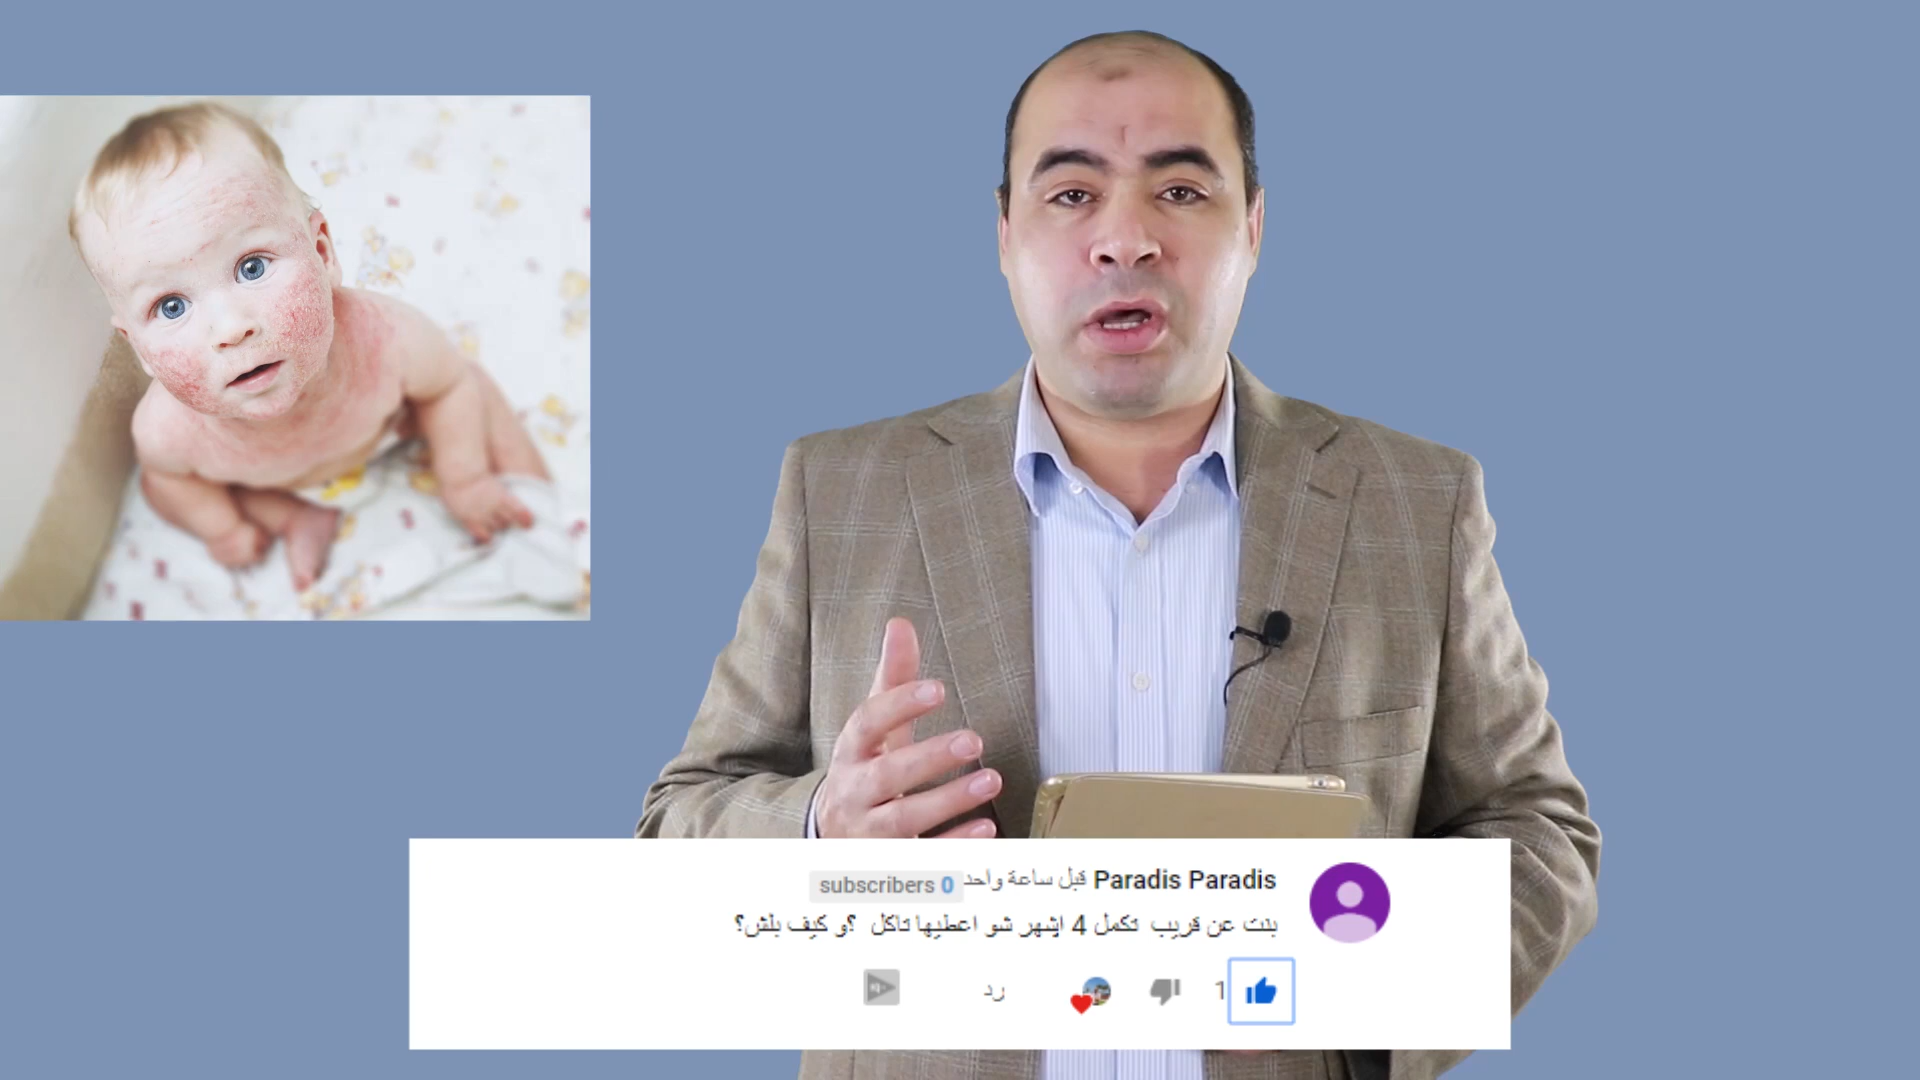 Paradis Paradis قبل ساعة واحد subscribers 0
بنت عن قريب تكمل 4 اشهر شو اعطيها تاكل ؟و كيف بلش؟
1 رد